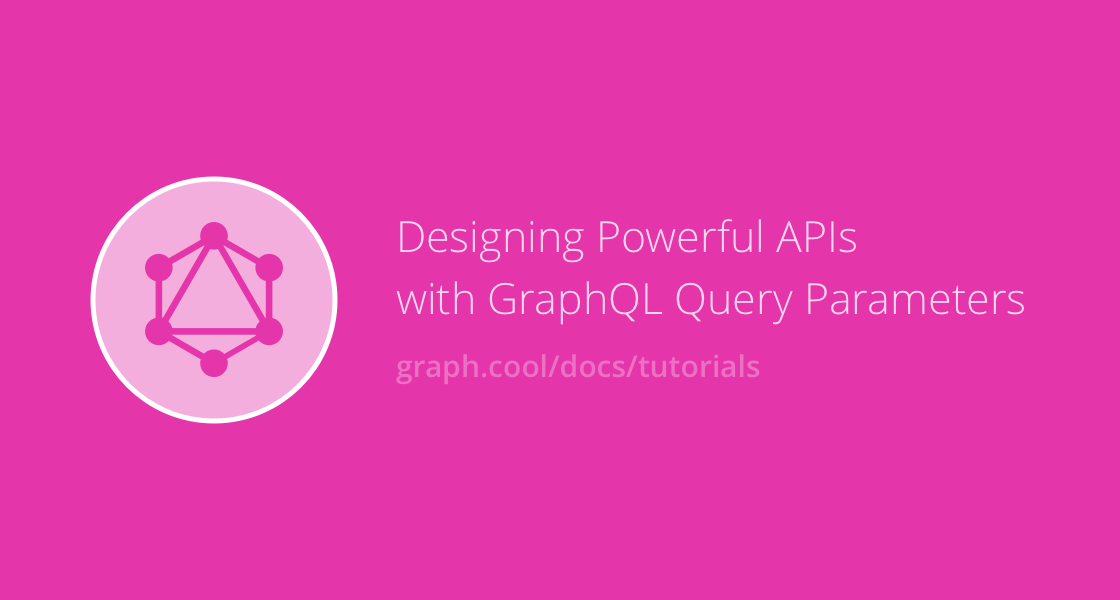 Designing Powerful APIs
with GraphQL Query Parameters
graph.cool/docs/tutorials